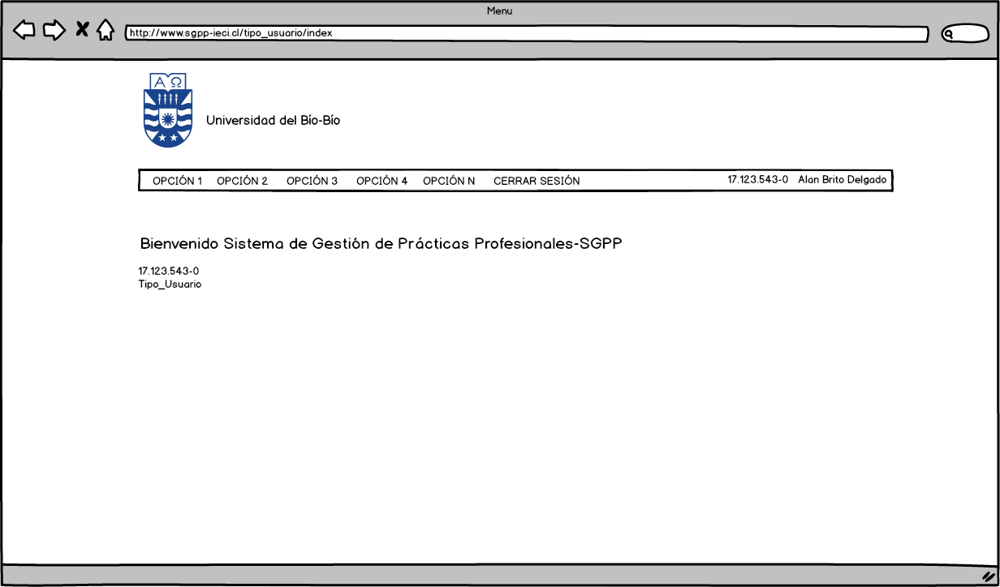 Menu
http://www.sgpp-ieci.cl/tipo_usuario/index
Α Ω
Universidad del Bío-Bío
OPCIÓN 1 OPCIÓN 2 OPCIÓN 3 OPCIÓN 4 OPCIÓN N CERRAR SESIÓN 17.123.543-0 Alan Brito Delgado
Bienvenido Sistema de Gestión de Prácticas Profesionales-SGPP
17.123.543-0
Tipo_Usuario